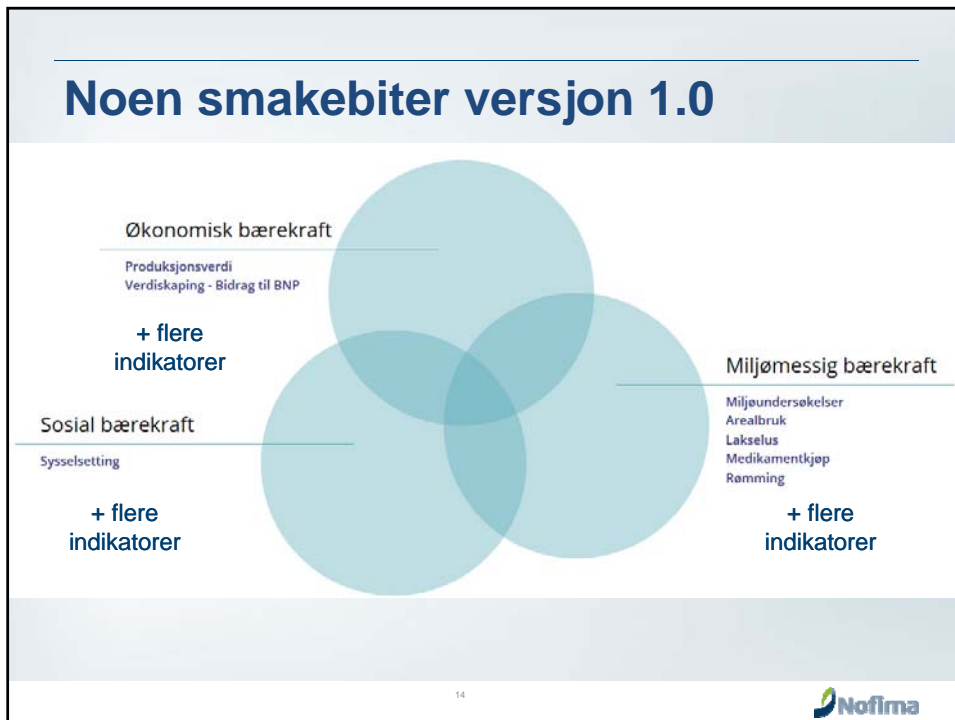 Noen smakebiter versjon 1.0
Økonomisk bærekraft
Produksjonsverdi
Verdiskaping - Bidrag til BNP
+ flere
indikatorer
Sosial bærekraft
Sysselsetting
+ flere
indikatorer
Miljømessig bærekraft
Miljøundersøkelser
Arealbruk
Lakselus
Medikamentkjøp
Rømming
+ flere
indikatorer
14
Nofima